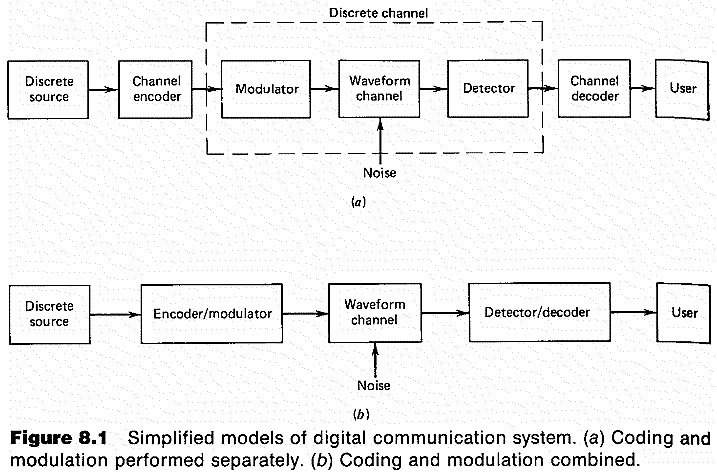 Discrete channel
Discrete
source
Channel
encoder
Modulator
Waveform
channel
Detector
Channel
decoder
User
Noise
(a)
Discrete
source
Encoder/modulator
Waveform
channel
Detector/decoder
User
Noise
(b)
Figure 8.1 Simplified models of digital communication system. (a) Coding and
modulation performed separately. (b) Coding and modulation combined.